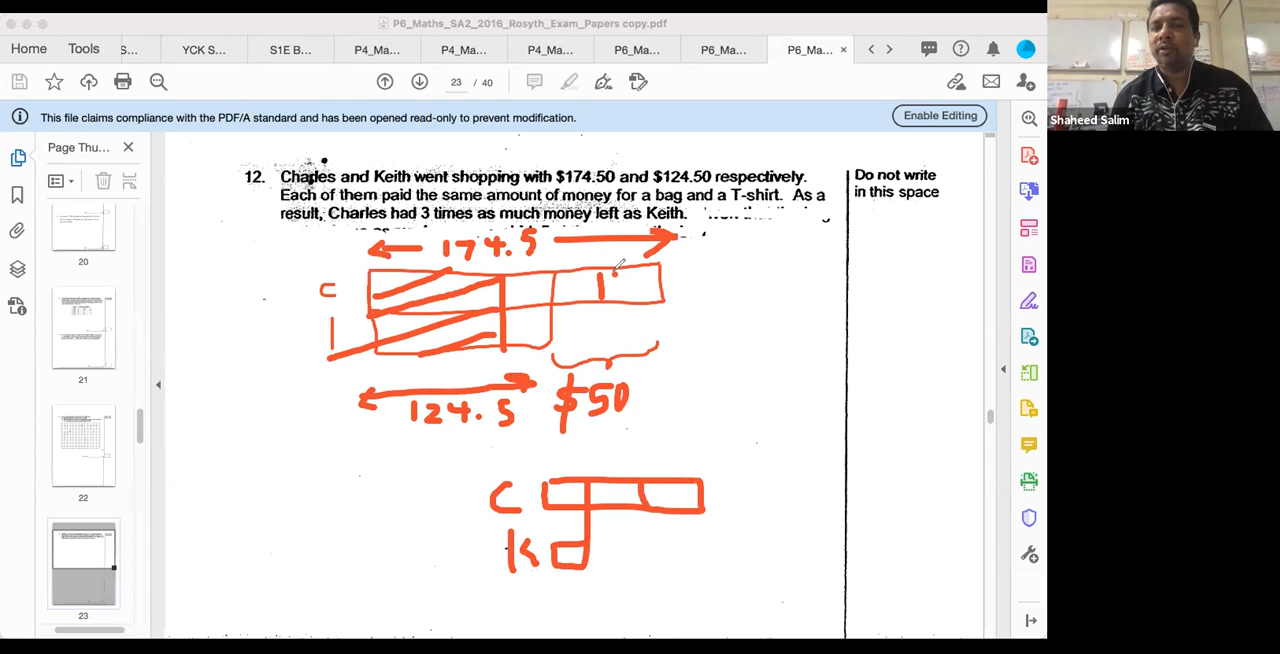 P6_Maths_SA2_2016_Rosyth_Exam_Papers copy.pdf
Home Tools S... YCK S... S1E B... P4_Ma... P4_Ma... P4_Ma... P6_Ma... P6_Ma... P6_Ma... ×
23 / 40
This file claims compliance with the PDF/A standard and has been opened read-only to prevent modification.
Enable Editing
Shaheed Salim
Page Thu...
20
21
22
23
12. Charles and Keith went shopping with $174.50 and $124.50 respectively.
Each of them paid the same amount of money for a bag and a T-shirt. As a
result, Charles had 3 times as much money left as Keith.
Do not write
in this space
174.5
C
124.5
$50
C
K